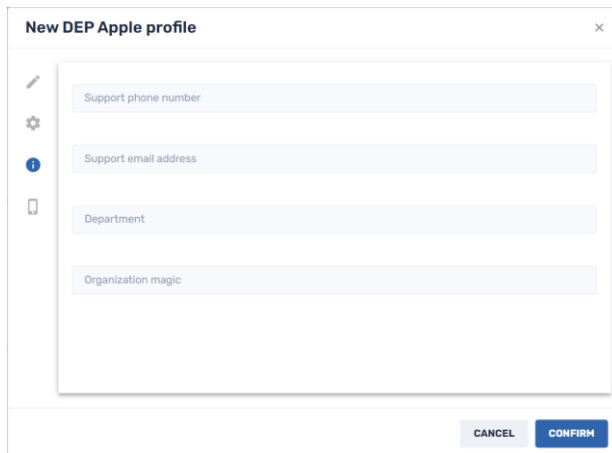 New DEP Apple profile
Support phone number
Support email address
Department
Organization magic
CANCEL CONFIRM